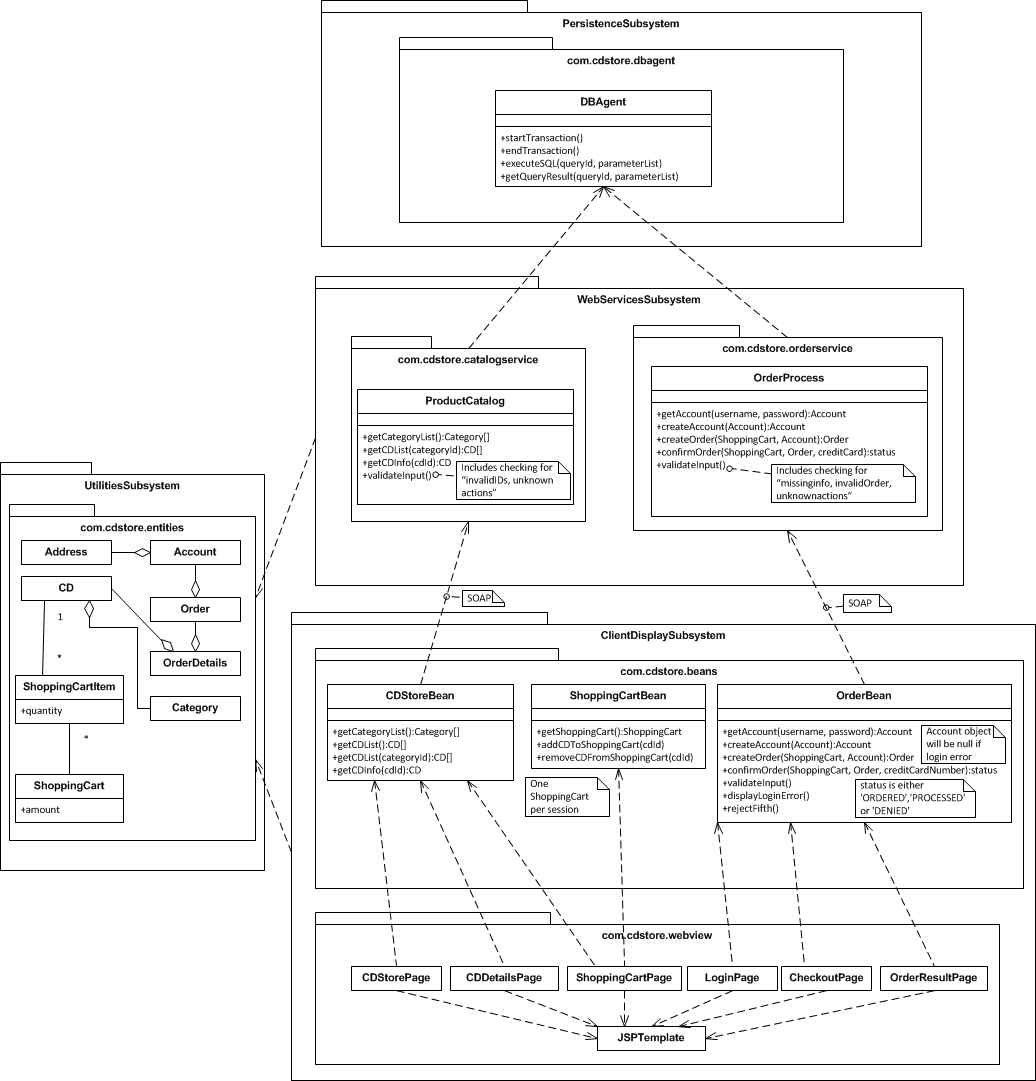 PersistenceSubsystem
com.cdstore.dbagent
DBAgent
+startTransaction()
+endTransaction()
+executeSQL(queryId, parameterList)
+getQueryResult(queryId, parameterList)
WebServicesSubsystem
com.cdstore.catalogservice
ProductCatalog
+getCategoryList():Category[]
+getCDList(categoryId):CD[]
+getCDInfo(cdId):CD
+validateInput()
Includes checking for
“invalidIDs, unknown
actions”
com.cdstore.orderservice
OrderProcess
+getAccount(username, password):Account
+createAccount(Account):Account
+createOrder(ShoppingCart, Account):Order
+confirmOrder(ShoppingCart, Order, creditCard):status
+validateInput()
Includes checking for
“missinginfo, invalidOrder,
unknownactions”
UtilitiesSubsystem
com.cdstore.entities
Address
Account
CD
Order
1
*
OrderDetails
ShoppingCartItem
+quantity
Category
*
ShoppingCart
+amount
SOAP
SOAP
ClientDisplaySubsystem
com.cdstore.beans
CDStoreBean
+getCategoryList():Category[]
+getCDList():CD[]
+getCDList(categoryId):CD[]
+getCDInfo(cdId):CD
ShoppingCartBean
+getShoppingCart():ShoppingCart
+addCDToShoppingCart(cdId)
+removeCDFromShoppingCart(cdId)
One
ShoppingCart
per session
OrderBean
+getAccount(username, password):Account
+createAccount(Account):Account
+createOrder(ShoppingCart, Account):Order
+confirmOrder(ShoppingCart, Order, creditCardNumber):status
+validateInput()
+displayLoginError()
+rejectFifth()
Account object
will be null if
login error
status is either
‘ORDERED’,‘PROCESSED’
or ‘DENIED’
com.cdstore.webview
CDStorePage
CDDetailsPage
ShoppingCartPage
LoginPage
CheckoutPage
OrderResultPage
JSPTemplate